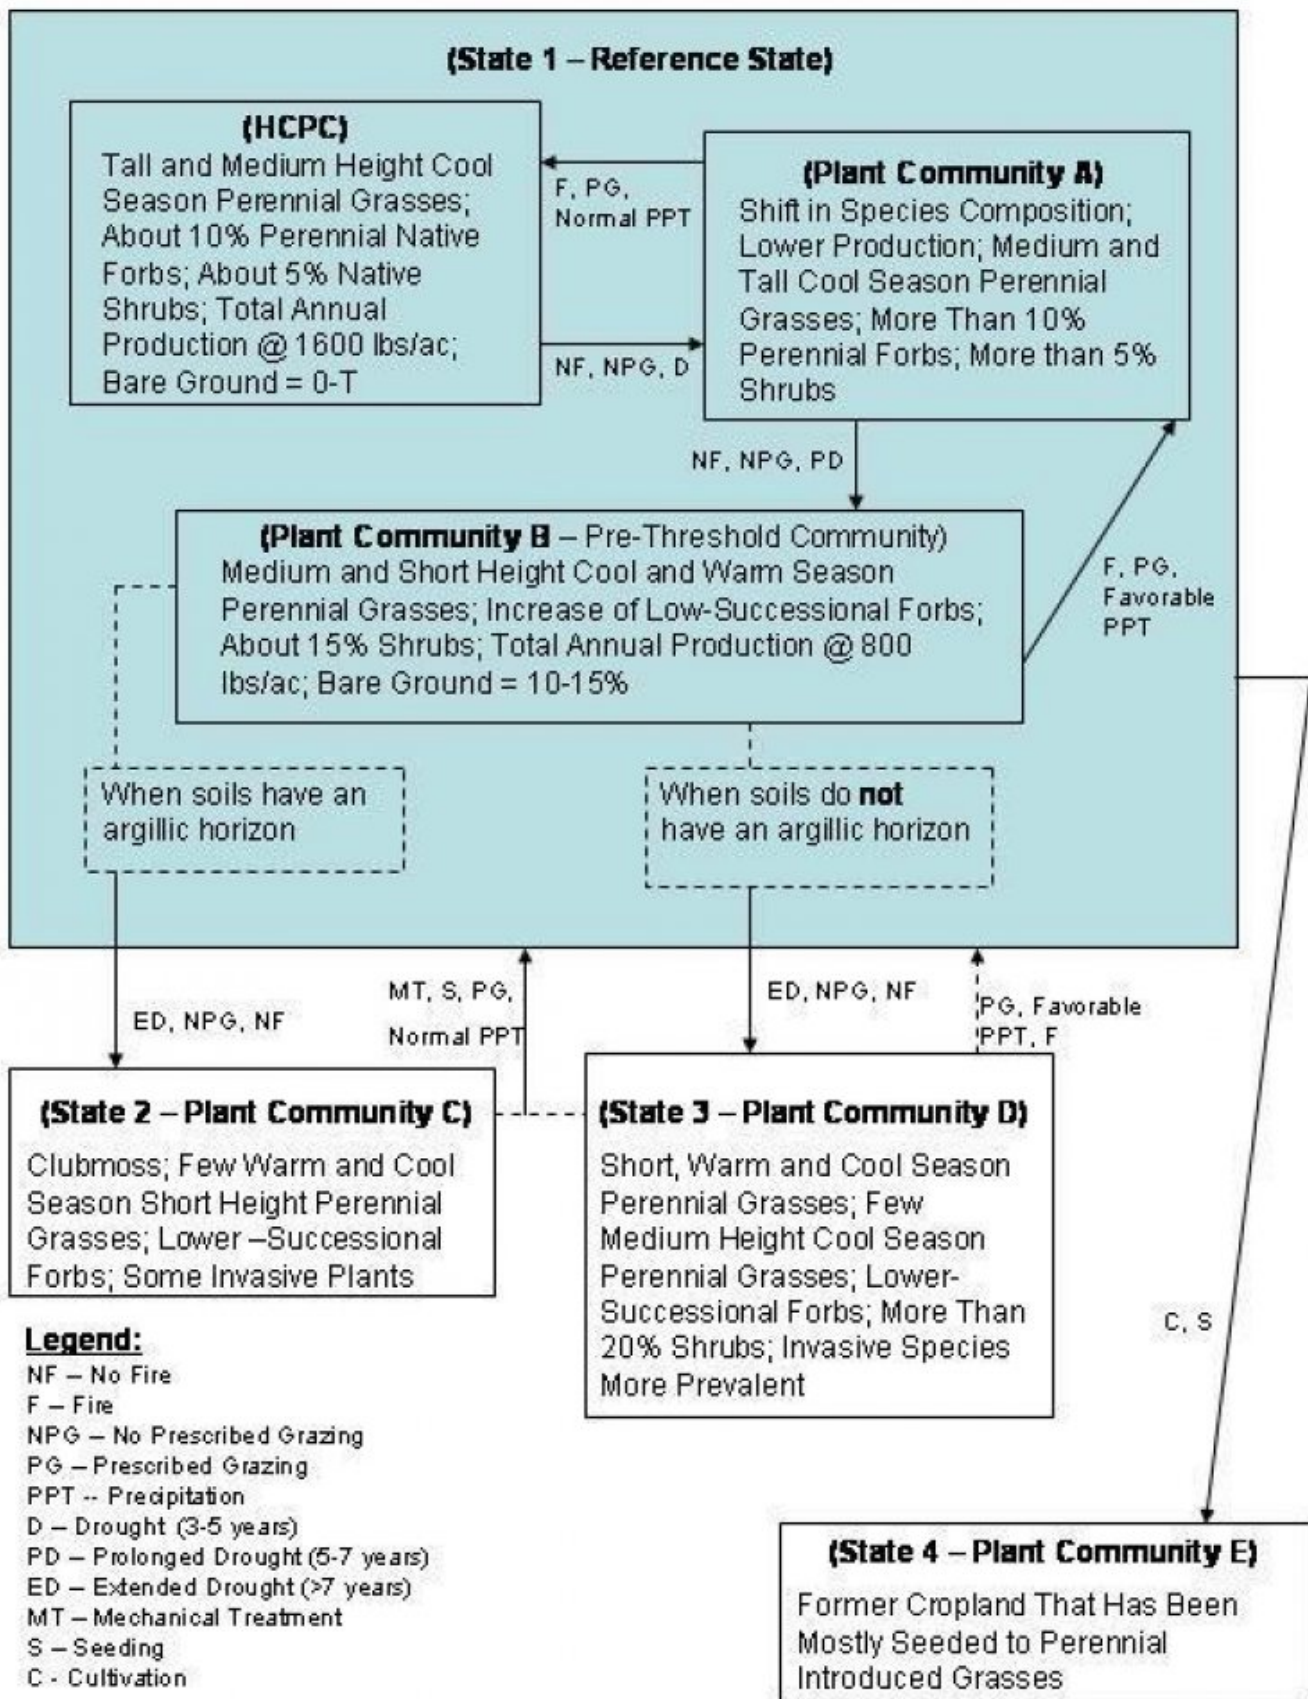 (State 1 – Reference State)
(HCPC)
Tall and Medium Height Cool
Season Perennial Grasses;
About 10% Perennial Native
Forbs; About 5% Native
Shrubs; Total Annual
Production @ 1600 lbs/ac;
Bare Ground = 0-T
F, PG,
Normal PPT
NF, NPG, D
(Plant Community A)
Shift in Species Composition;
Lower Production; Medium and
Tall Cool Season Perennial
Grasses; More Than 10%
Perennial Forbs; More than 5%
Shrubs
NF, NPG, PD
(Plant Community B – Pre-Threshold Community)
Medium and Short Height Cool and Warm Season
Perennial Grasses; Increase of Low-Successional Forbs;
About 15% Shrubs; Total Annual Production @ 800
lbs/ac; Bare Ground = 10-15%
F, PG,
Favorable
PPT
When soils have an
argillic horizon
When soils do not
have an argillic horizon
ED, NPG, NF
MT, S, PG,
Normal PPT
ED, NPG, NF
PG, Favorable
PPT, F
(State 2 – Plant Community C)
Clubmoss; Few Warm and Cool
Season Short Height Perennial
Grasses; Lower –Successional
Forbs; Some Invasive Plants
(State 3 – Plant Community D)
Short, Warm and Cool Season
Perennial Grasses; Few
Medium Height Cool Season
Perennial Grasses; Lower-
Successional Forbs; More Than
20% Shrubs; Invasive Species
More Prevalent
C, S
Legend:
NF – No Fire
F – Fire
NPG – No Prescribed Grazing
PG – Prescribed Grazing
PPT -- Precipitation
D – Drought (3-5 years)
PD – Prolonged Drought (5-7 years)
ED – Extended Drought (>7 years)
MT – Mechanical Treatment
S – Seeding
C - Cultivation
(State 4 – Plant Community E)
Former Cropland That Has Been
Mostly Seeded to Perennial
Introduced Grasses